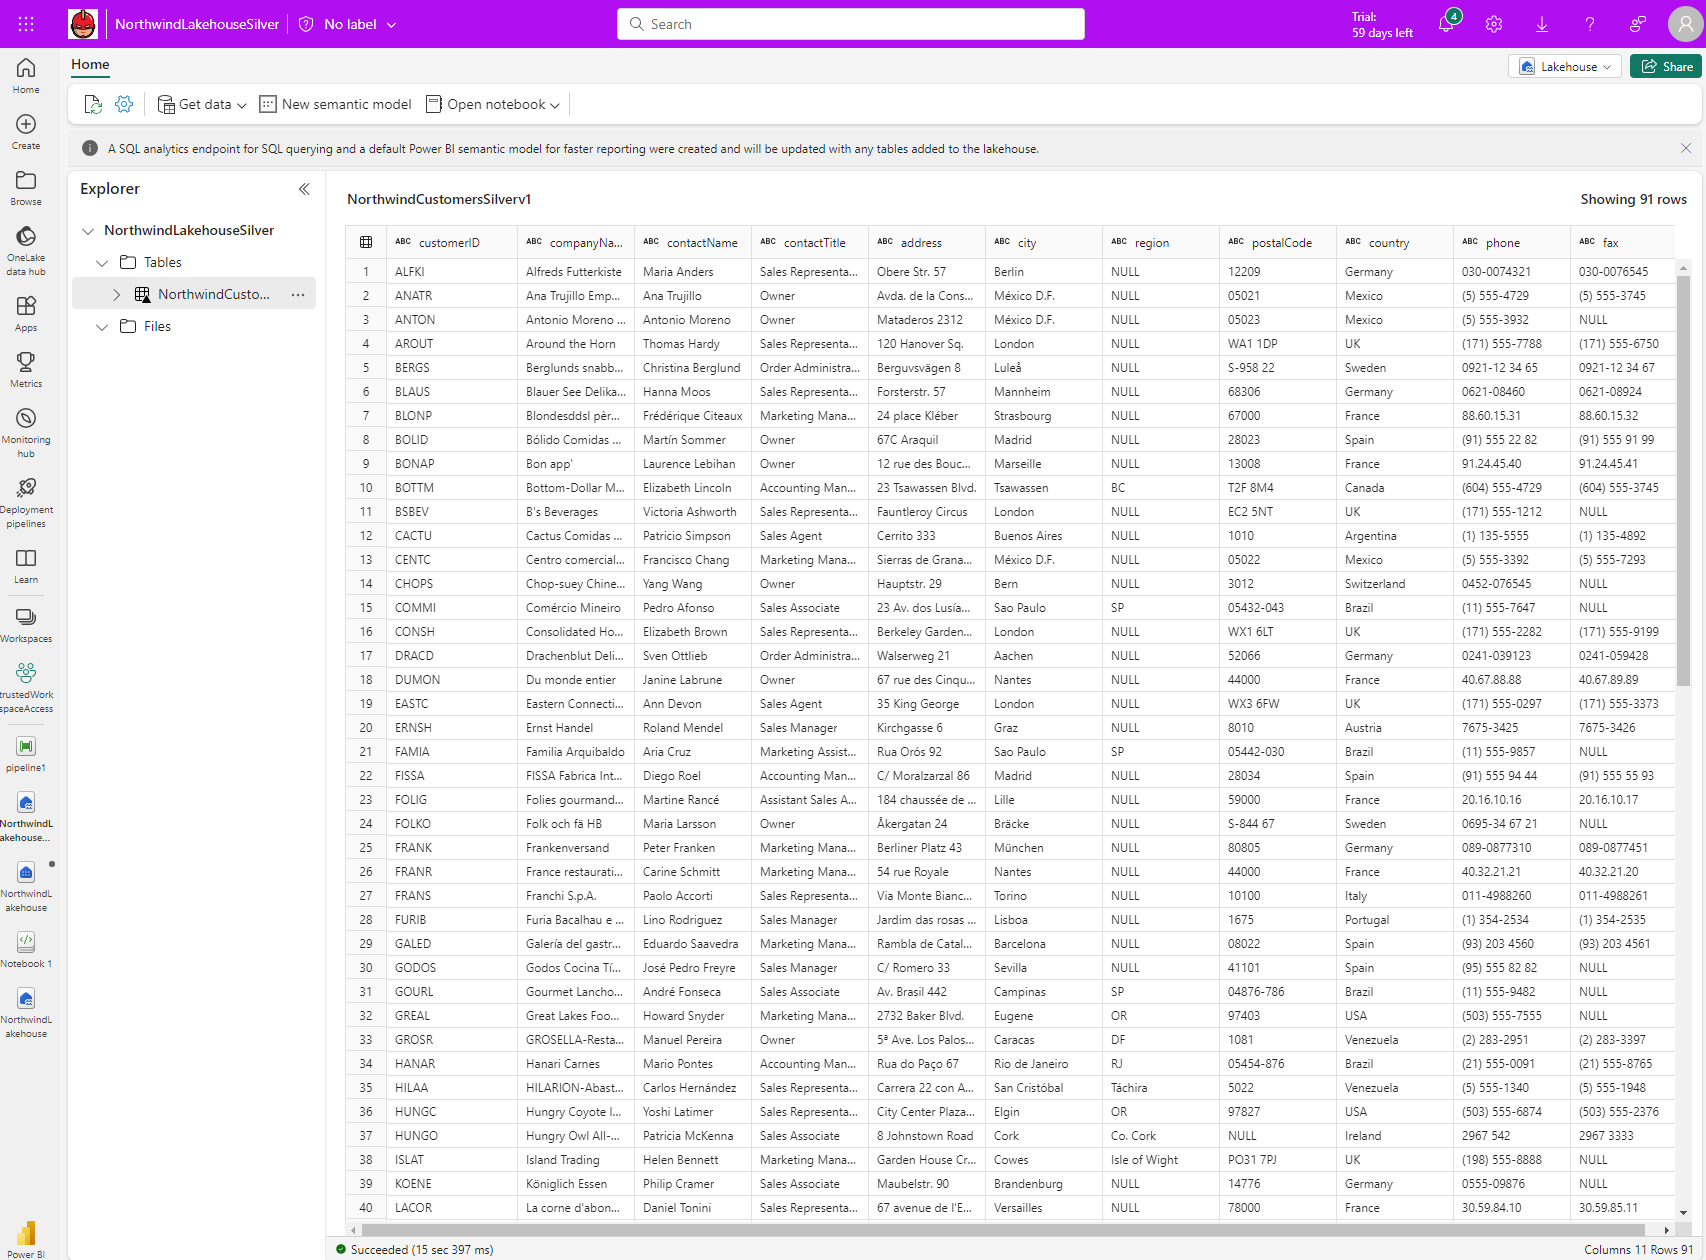 NorthwindLakehouseSilver No label Search Trial: 59 days left 4
Home
Create
Browse
OneLake data hub
Apps
Metrics
Monitoring hub
Deployment pipelines
Learn
Workspaces
trustedWork spaceAccess
pipeline1
NorthwindL akehouse...
NorthwindL akehouse
Notebook 1
NorthwindL akehouse
Power BI
Home Lakehouse Share
Get data New semantic model Open notebook
A SQL analytics endpoint for SQL querying and a default Power BI semantic model for faster reporting were created and will be updated with any tables added to the lakehouse.
Explorer
NorthwindLakehouseSilver
Tables
NorthwindCusto... ...
Files
NorthwindCustomersSilverv1 Showing 91 rows
ABC customerID ABC companyNa... ABC contactName ABC contactTitle ABC address ABC city ABC region ABC postalCode ABC country ABC phone ABC fax
1 ALFKI Alfreds Futterkiste Maria Anders Sales Representa... Obere Str. 57 Berlin NULL 12209 Germany 030-0074321 030-0076545
2 ANATR Ana Trujillo Emp... Ana Trujillo Owner Avda. de la Cons... México D.F. NULL 05021 Mexico (5) 555-4729 (5) 555-3745
3 ANTON Antonio Moreno ... Antonio Moreno Owner Mataderos 2312 México D.F. NULL 05023 Mexico (5) 555-3932 NULL
4 AROUT Around the Horn Thomas Hardy Sales Representa... 120 Hanover Sq. London NULL WA1 1DP UK (171) 555-7788 (171) 555-6750
5 BERGS Berglunds snabb... Christina Berglund Order Administra... Berguvsvägen 8 Luleå NULL S-958 22 Sweden 0921-12 34 65 0921-12 34 67
6 BLAUS Blauer See Delika... Hanna Moos Sales Representa... Forsterstr. 57 Mannheim NULL 68306 Germany 0621-08460 0621-08924
7 BLONP Blondesddsl pèr... Frédérique Citeaux Marketing Mana... 24 place Kléber Strasbourg NULL 67000 France 88.60.15.31 88.60.15.32
8 BOLID Bólido Comidas ... Martín Sommer Owner 67C Araquil Madrid NULL 28023 Spain (91) 555 22 82 (91) 555 91 99
9 BONAP Bon app' Laurence Lebihan Owner 12 rue des Bouc... Marseille NULL 13008 France 91.24.45.40 91.24.45.41
10 BOTTM Bottom-Dollar M... Elizabeth Lincoln Accounting Man... 23 Tsawassen Blvd. Tsawassen BC T2F 8M4 Canada (604) 555-4729 (604) 555-3745
11 BSBEV B's Beverages Victoria Ashworth Sales Representa... Fauntleroy Circus London NULL EC2 5NT UK (171) 555-1212 NULL
12 CACTU Cactus Comidas ... Patricio Simpson Sales Agent Cerrito 333 Buenos Aires NULL 1010 Argentina (1) 135-5555 (1) 135-4892
13 CENTC Centro comercial... Francisco Chang Marketing Mana... Sierras de Grana... México D.F. NULL 05022 Mexico (5) 555-3392 (5) 555-7293
14 CHOPS Chop-suey Chine... Yang Wang Owner Hauptstr. 29 Bern NULL 3012 Switzerland 0452-076545 NULL
15 COMMI Comércio Mineiro Pedro Afonso Sales Associate 23 Av. dos Lusía... Sao Paulo SP 05432-043 Brazil (11) 555-7647 NULL
16 CONSH Consolidated Ho... Elizabeth Brown Sales Representa... Berkeley Garden... London NULL WX1 6LT UK (171) 555-2282 (171) 555-9199
17 DRACD Drachenblut Deli... Sven Ottlieb Order Administra... Walserweg 21 Aachen NULL 52066 Germany 0241-039123 0241-059428
18 DUMON Du monde entier Janine Labrune Owner 67 rue des Cinqu... Nantes NULL 44000 France 40.67.88.88 40.67.89.89
19 EASTC Eastern Connecti... Ann Devon Sales Agent 35 King George London NULL WX3 6FW UK (171) 555-0297 (171) 555-3373
20 ERNSH Ernst Handel Roland Mendel Sales Manager Kirchgasse 6 Graz NULL 8010 Austria 7675-3425 7675-3426
21 FAMIA Familia Arquibaldo Aria Cruz Marketing Assist... Rua Orós 92 Sao Paulo SP 05442-030 Brazil (11) 555-9857 NULL
22 FISSA FISSA Fabrica Int... Diego Roel Accounting Man... C/ Moralzarzal 86 Madrid NULL 28034 Spain (91) 555 94 44 (91) 555 55 93
23 FOLIG Folies gourmand... Martine Rancé Assistant Sales A... 184 chaussée de ... Lille NULL 59000 France 20.16.10.16 20.16.10.17
24 FOLKO Folk och fä HB Maria Larsson Owner Åkergatan 24 Bräcke NULL S-844 67 Sweden 0695-34 67 21 NULL
25 FRANK Frankenversand Peter Franken Marketing Mana... Berliner Platz 43 München NULL 80805 Germany 089-0877310 089-0877451
26 FRANR France restaurati... Carine Schmitt Marketing Mana... 54 rue Royale Nantes NULL 44000 France 40.32.21.21 40.32.21.20
27 FRANS Franchi S.p.A. Paolo Accorti Sales Representa... Via Monte Bianc... Torino NULL 10100 Italy 011-4988260 011-4988261
28 FURIB Furia Bacalhau e ... Lino Rodriguez Sales Manager Jardim das rosas ... Lisboa NULL 1675 Portugal (1) 354-2534 (1) 354-2535
29 GALED Galería del gastr... Eduardo Saavedra Marketing Mana... Rambla de Catal... Barcelona NULL 08022 Spain (93) 203 4560 (93) 203 4561
30 GODOS Godos Cocina Tí... José Pedro Freyre Sales Manager C/ Romero 33 Sevilla NULL 41101 Spain (95) 555 82 82 NULL
31 GOURL Gourmet Lancho... André Fonseca Sales Associate Av. Brasil 442 Campinas SP 04876-786 Brazil (11) 555-9482 NULL
32 GREAL Great Lakes Foo... Howard Snyder Marketing Mana... 2732 Baker Blvd. Eugene OR 97403 USA (503) 555-7555 NULL
33 GROSR GROSELLA-Resta... Manuel Pereira Owner 5ª Ave. Los Palos... Caracas DF 1081 Venezuela (2) 283-2951 (2) 283-3397
34 HANAR Hanari Carnes Mario Pontes Accounting Man... Rua do Paço 67 Rio de Janeiro RJ 05454-876 Brazil (21) 555-0091 (21) 555-8765
35 HILAA HILARION-Abast... Carlos Hernández Sales Representa... Carrera 22 con A... San Cristóbal Táchira 5022 Venezuela (5) 555-1340 (5) 555-1948
36 HUNGC Hungry Coyote I... Yoshi Latimer Sales Representa... City Center Plaza... Elgin OR 97827 USA (503) 555-6874 (503) 555-2376
37 HUNGO Hungry Owl All-... Patricia McKenna Sales Associate 8 Johnstown Road Cork Co. Cork NULL Ireland 2967 542 2967 3333
38 ISLAT Island Trading Helen Bennett Marketing Mana... Garden House Cr... Cowes Isle of Wight PO31 7PJ UK (198) 555-8888 NULL
39 KOENE Königlich Essen Philip Cramer Sales Associate Maubelstr. 90 Brandenburg NULL 14776 Germany 0555-09876 NULL
40 LACOR La corne d'abon... Daniel Tonini Sales Representa... 67 avenue de l'E... Versailles NULL 78000 France 30.59.84.10 30.59.85.11
Succeeded (15 sec 397 ms) Columns 11 Rows 91